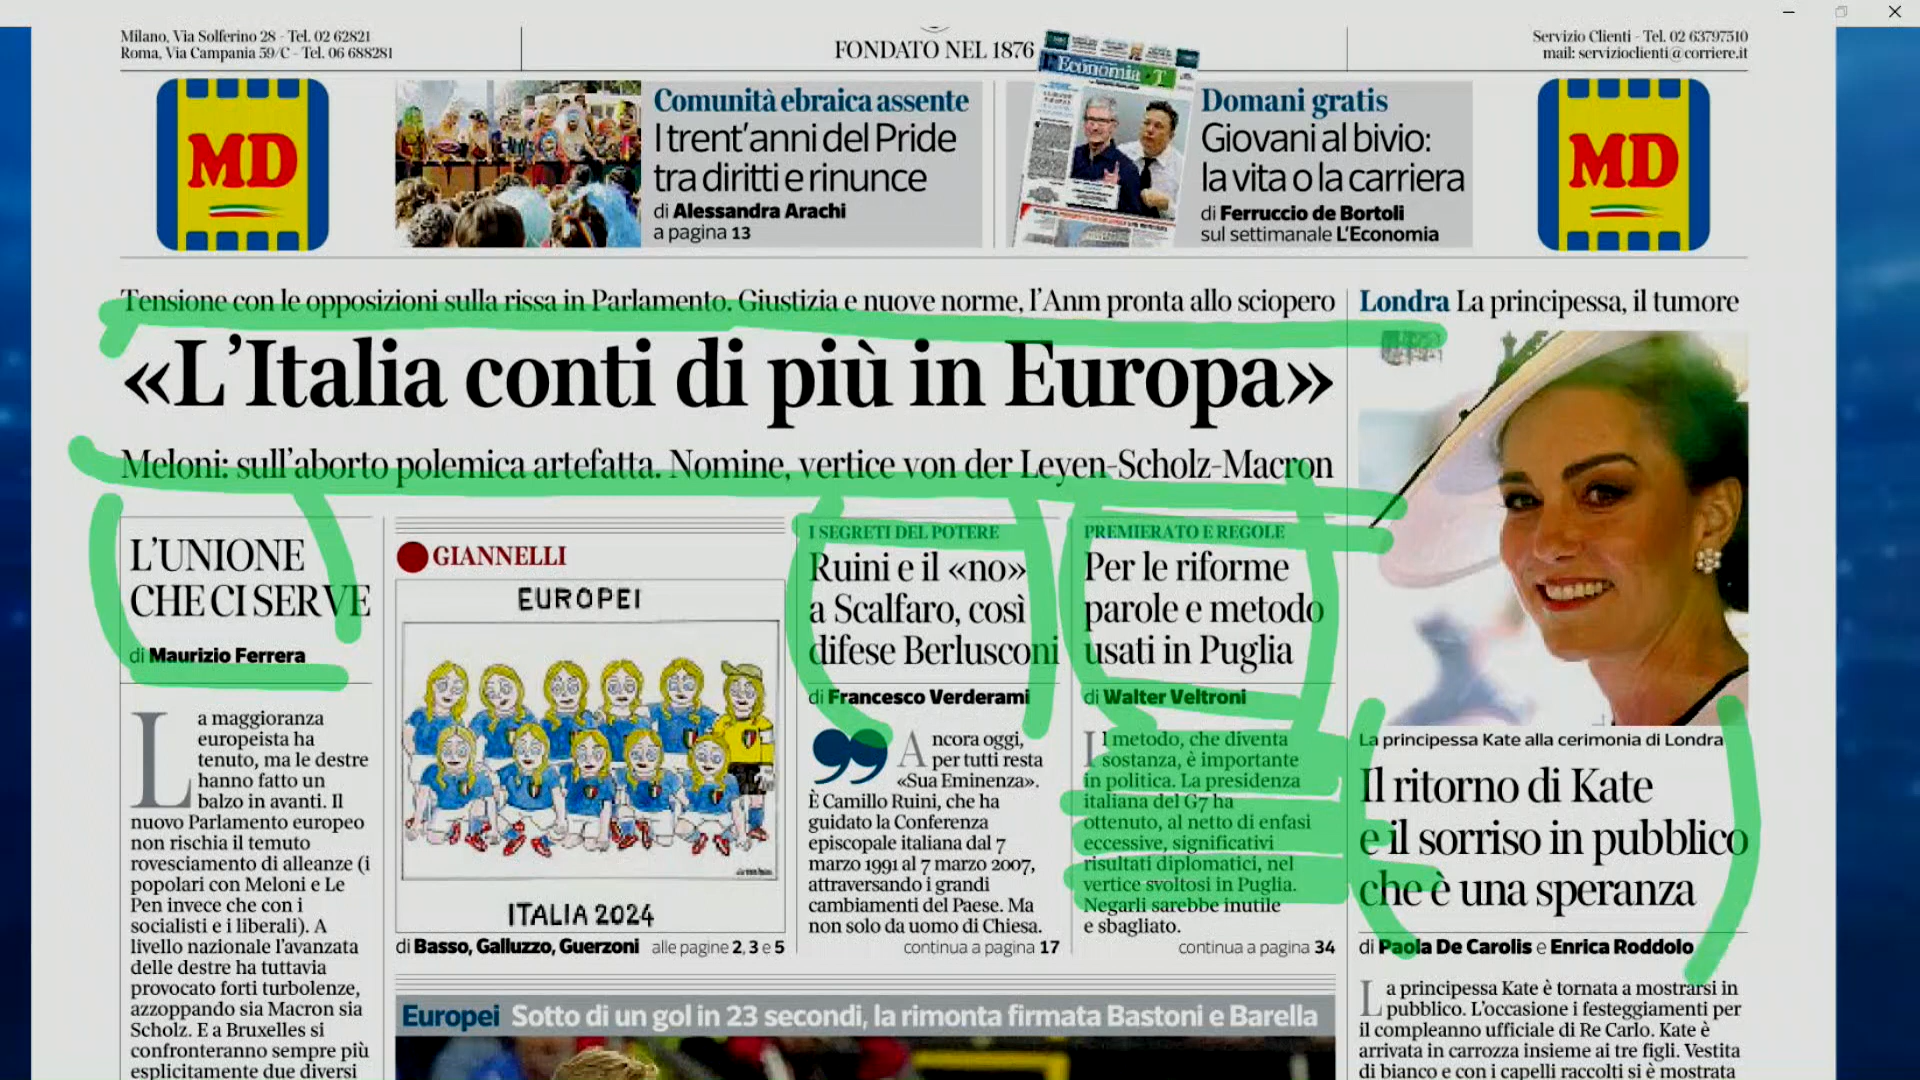 Milano, Via Solferino 28 - Tel. 02 62821
Roma, Via Campania 59/C - Tel. 06 688281
FONDATO NEL 1876
Servizio Clienti - Tel. 02 63797510
mail: servizioclienti@corriere.it
MD
Comunità ebraica assente
I trent'anni del Pride
tra diritti e rinunce
di Alessandra Arachi
a pagina 13
Economia
Domani gratis
Giovani al bivio:
la vita o la carriera
di Ferruccio de Bortoli
sul settimanale L'Economia
MD
Tensione con le opposizioni sulla rissa in Parlamento. Giustizia e nuove norme, l'Anm pronta allo sciopero
«L'Italia conti di più in Europa»
Meloni: sull'aborto polemica artefatta. Nomine, vertice von der Leyen-Scholz-Macron
L'UNIONE
CHE CI SERVE
di Maurizio Ferrera
La maggioranza
europeista ha
tenuto, ma le destre
hanno fatto un
balzo in avanti. Il
nuovo Parlamento europeo
non rischia il temuto
rovesciamento di alleanze (i
popolari con Meloni e Le
Pen invece che con i
socialisti e i liberali). A
livello nazionale l'avanzata
delle destre ha tuttavia
provocato forti turbolenze,
azzoppando sia Macron sia
Scholz. E a Bruxelles si
confronteranno sempre più
esplicitamente due diversi
GIANNELLI
EUROPEI
ITALIA 2024
di Basso, Galluzzo, Guerzoni alle pagine 2, 3 e 5
I SEGRETI DEL POTERE
Ruini e il «no»
a Scalfaro, così
difese Berlusconi
di Francesco Verderami
Ancora oggi,
per tutti resta
«Sua Eminenza».
È Camillo Ruini, che ha
guidato la Conferenza
episcopale italiana dal 7
marzo 1991 al 7 marzo 2007,
attraversando i grandi
cambiamenti del Paese. Ma
non solo da uomo di Chiesa.
continua a pagina 17
PREMIERATO E REGOLE
Per le riforme
parole e metodo
usati in Puglia
di Walter Veltroni
Il metodo, che diventa
sostanza, è importante
in politica. La presidenza
italiana del G7 ha
ottenuto, al netto di enfasi
eccessive, significativi
risultati diplomatici, nel
vertice svoltosi in Puglia.
Negarli sarebbe inutile
e sbagliato.
continua a pagina 34
Europei Sotto di un gol in 23 secondi, la rimonta firmata Bastoni e Barella
Londra La principessa, il tumore
La principessa Kate alla cerimonia di Londra
Il ritorno di Kate
e il sorriso in pubblico
che è una speranza
di Paola De Carolis e Enrica Roddolo
La principessa Kate è tornata a mostrarsi in
pubblico. L'occasione i festeggiamenti per
il compleanno ufficiale di Re Carlo. Kate è
arrivata in carrozza insieme ai tre figli. Vestita
di bianco e con i capelli raccolti si è mostrata